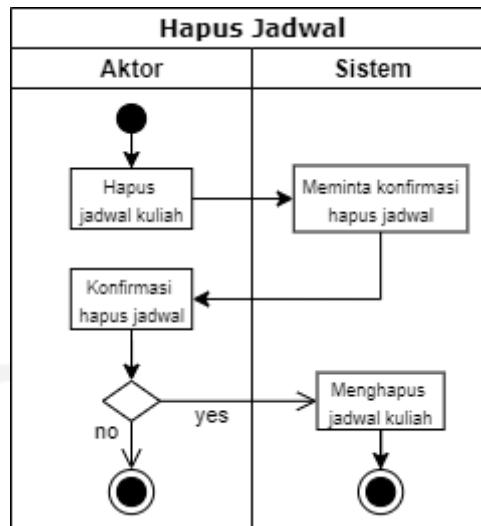 Hapus Jadwal
Aktor
Sistem
Hapus
jadwal kuliah
Meminta konfirmasi
hapus jadwal
Konfirmasi
hapus jadwal
yes
no
Menghapus
jadwal kuliah